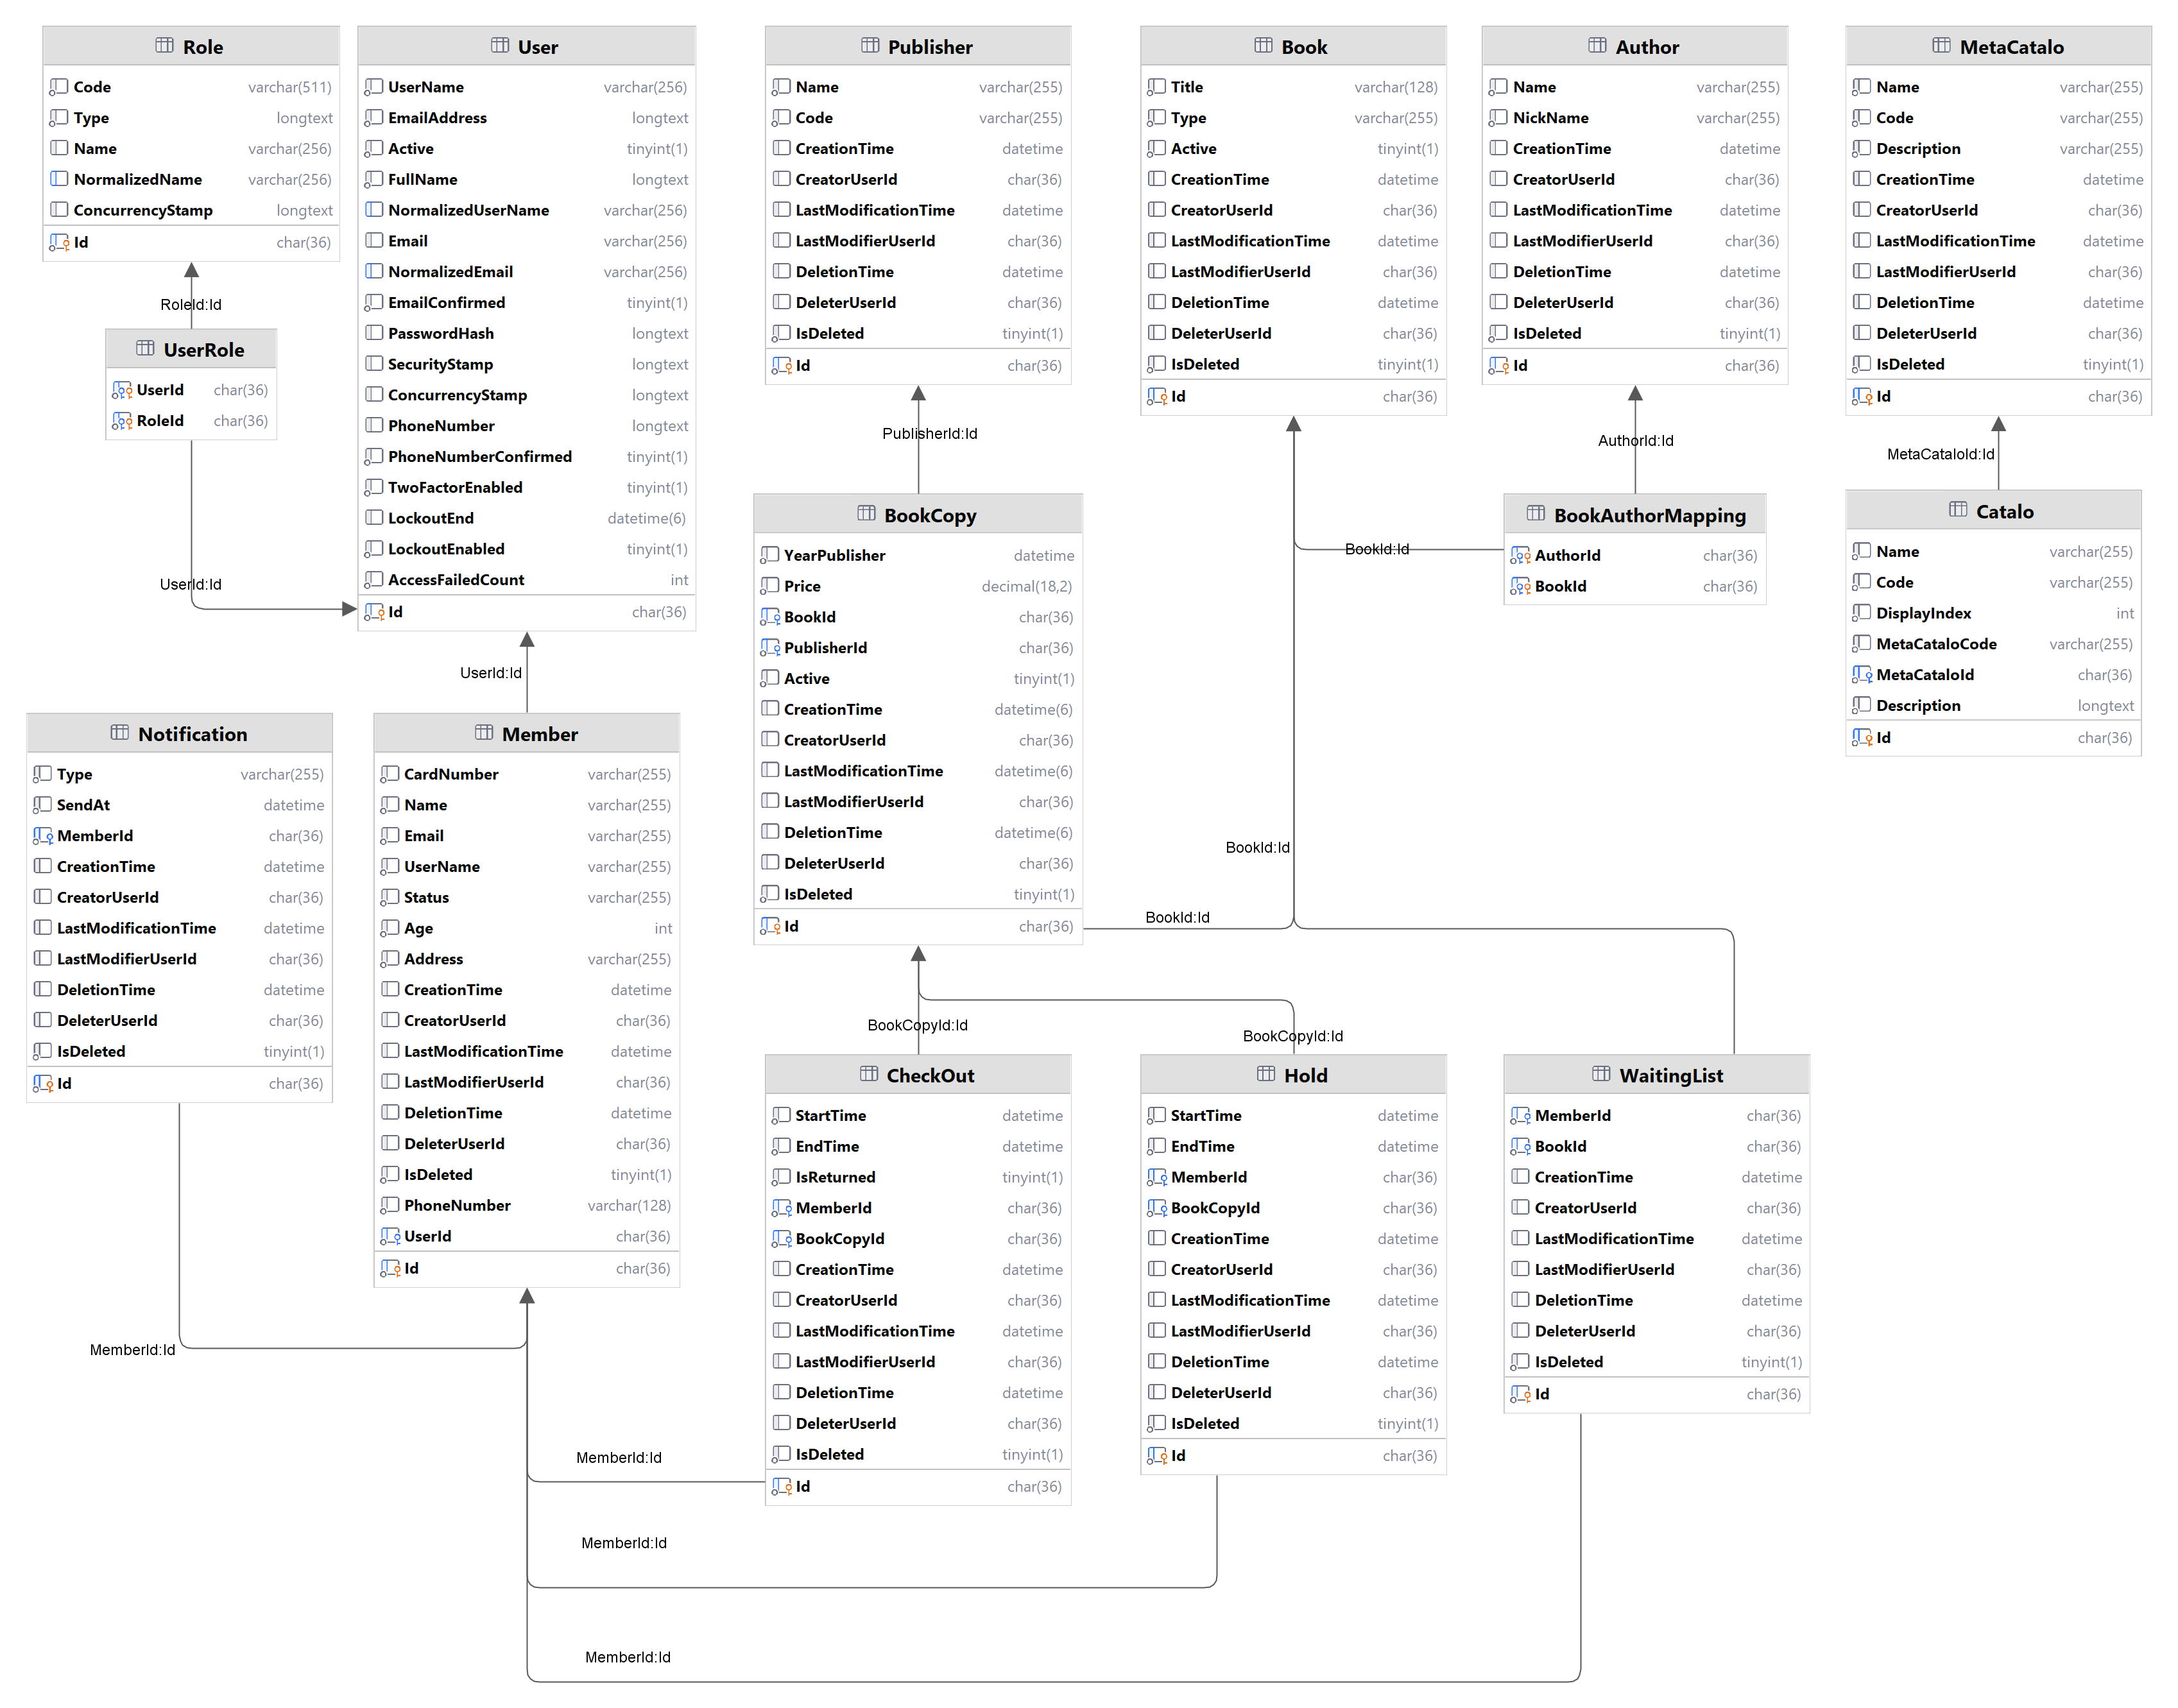 Role
Code varchar(511)
Type longtext
Name varchar(256)
NormalizedName varchar(256)
ConcurrencyStamp longtext
Id char(36)
User
UserName varchar(256)
EmailAddress longtext
Active tinyint(1)
FullName longtext
NormalizedUserName varchar(256)
Email varchar(256)
NormalizedEmail varchar(256)
EmailConfirmed tinyint(1)
PasswordHash longtext
SecurityStamp longtext
ConcurrencyStamp longtext
PhoneNumber longtext
PhoneNumberConfirmed tinyint(1)
TwoFactorEnabled tinyint(1)
LockoutEnd datetime(6)
LockoutEnabled tinyint(1)
AccessFailedCount int
Id char(36)
Publisher
Name varchar(255)
Code varchar(255)
CreationTime datetime
CreatorUserId char(36)
LastModificationTime datetime
LastModifierUserId char(36)
DeletionTime datetime
DeleterUserId char(36)
IsDeleted tinyint(1)
Id char(36)
Book
Title varchar(128)
Type varchar(255)
Active tinyint(1)
CreationTime datetime
CreatorUserId char(36)
LastModificationTime datetime
LastModifierUserId char(36)
DeletionTime datetime
DeleterUserId char(36)
IsDeleted tinyint(1)
Id char(36)
Author
Name varchar(255)
NickName varchar(255)
CreationTime datetime
CreatorUserId char(36)
LastModificationTime datetime
LastModifierUserId char(36)
DeletionTime datetime
DeleterUserId char(36)
IsDeleted tinyint(1)
Id char(36)
MetaCatalo
Name varchar(255)
Code varchar(255)
Description varchar(255)
CreationTime datetime
CreatorUserId char(36)
LastModificationTime datetime
LastModifierUserId char(36)
DeletionTime datetime
DeleterUserId char(36)
IsDeleted tinyint(1)
Id char(36)
RoleId:Id
UserRole
UserId char(36)
RoleId char(36)
UserId:Id
UserId:Id
PublisherId:Id
AuthorId:Id
MetaCataloId:Id
BookCopy
YearPublisher datetime
Price decimal(18,2)
BookId char(36)
PublisherId char(36)
Active tinyint(1)
CreationTime datetime(6)
CreatorUserId char(36)
LastModificationTime datetime(6)
LastModifierUserId char(36)
DeletionTime datetime(6)
DeleterUserId char(36)
IsDeleted tinyint(1)
Id char(36)
BookId:Id
BookAuthorMapping
AuthorId char(36)
BookId char(36)
Catalo
Name varchar(255)
Code varchar(255)
DisplayIndex int
MetaCataloCode varchar(255)
MetaCataloId char(36)
Description longtext
Id char(36)
Notification
Type varchar(255)
SendAt datetime
MemberId char(36)
CreationTime datetime
CreatorUserId char(36)
LastModificationTime datetime
LastModifierUserId char(36)
DeletionTime datetime
DeleterUserId char(36)
IsDeleted tinyint(1)
Id char(36)
Member
CardNumber varchar(255)
Name varchar(255)
Email varchar(255)
UserName varchar(255)
Status varchar(255)
Age int
Address varchar(255)
CreationTime datetime
CreatorUserId char(36)
LastModificationTime datetime
LastModifierUserId char(36)
DeletionTime datetime
DeleterUserId char(36)
IsDeleted tinyint(1)
PhoneNumber varchar(128)
UserId char(36)
Id char(36)
BookId:Id
BookId:Id
BookCopyId:Id
BookCopyId:Id
CheckOut
StartTime datetime
EndTime datetime
IsReturned tinyint(1)
MemberId char(36)
BookCopyId char(36)
CreationTime datetime
CreatorUserId char(36)
LastModificationTime datetime
LastModifierUserId char(36)
DeletionTime datetime
DeleterUserId char(36)
IsDeleted tinyint(1)
Id char(36)
Hold
StartTime datetime
EndTime datetime
MemberId char(36)
BookCopyId char(36)
CreationTime datetime
CreatorUserId char(36)
LastModificationTime datetime
LastModifierUserId char(36)
DeletionTime datetime
DeleterUserId char(36)
IsDeleted tinyint(1)
Id char(36)
WaitingList
MemberId char(36)
BookId char(36)
CreationTime datetime
CreatorUserId char(36)
LastModificationTime datetime
LastModifierUserId char(36)
DeletionTime datetime
DeleterUserId char(36)
IsDeleted tinyint(1)
Id char(36)
MemberId:Id
MemberId:Id
MemberId:Id
MemberId:Id